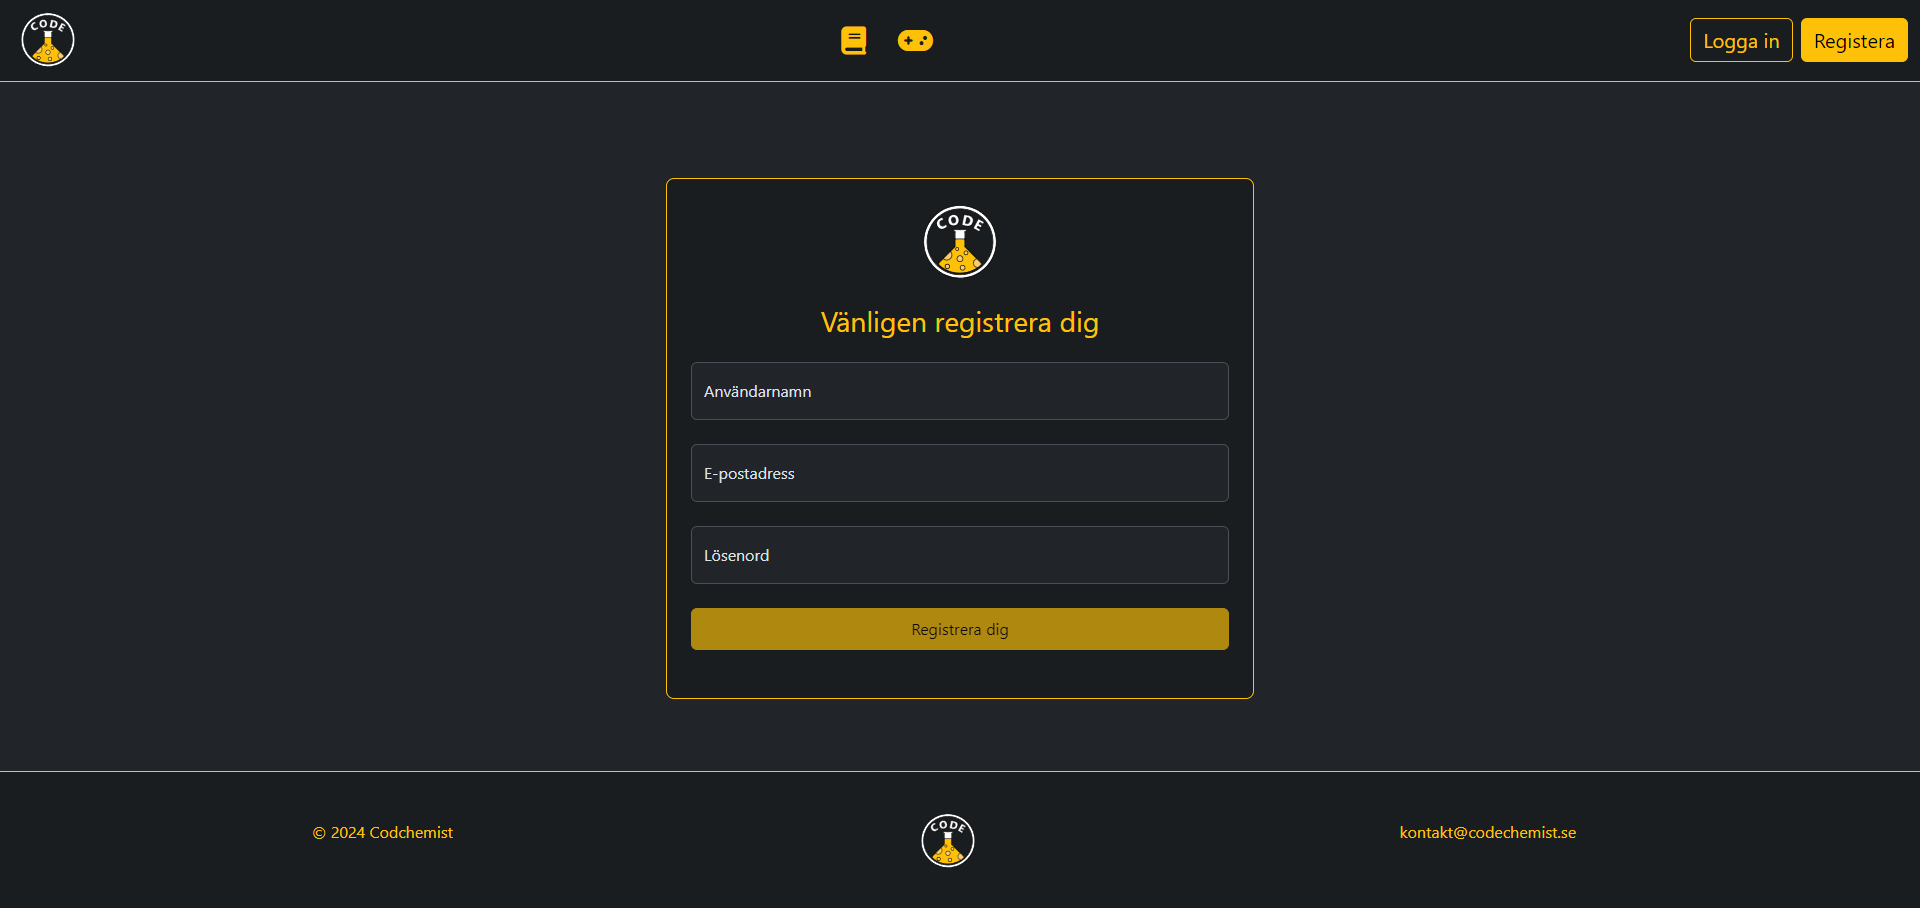 CODE
Logga in
Registera
CODE
Vänligen registrera dig
Användarnamn
E-postadress
Lösenord
Registrera dig
© 2024 Codchemist
CODE
kontakt@codechemist.se